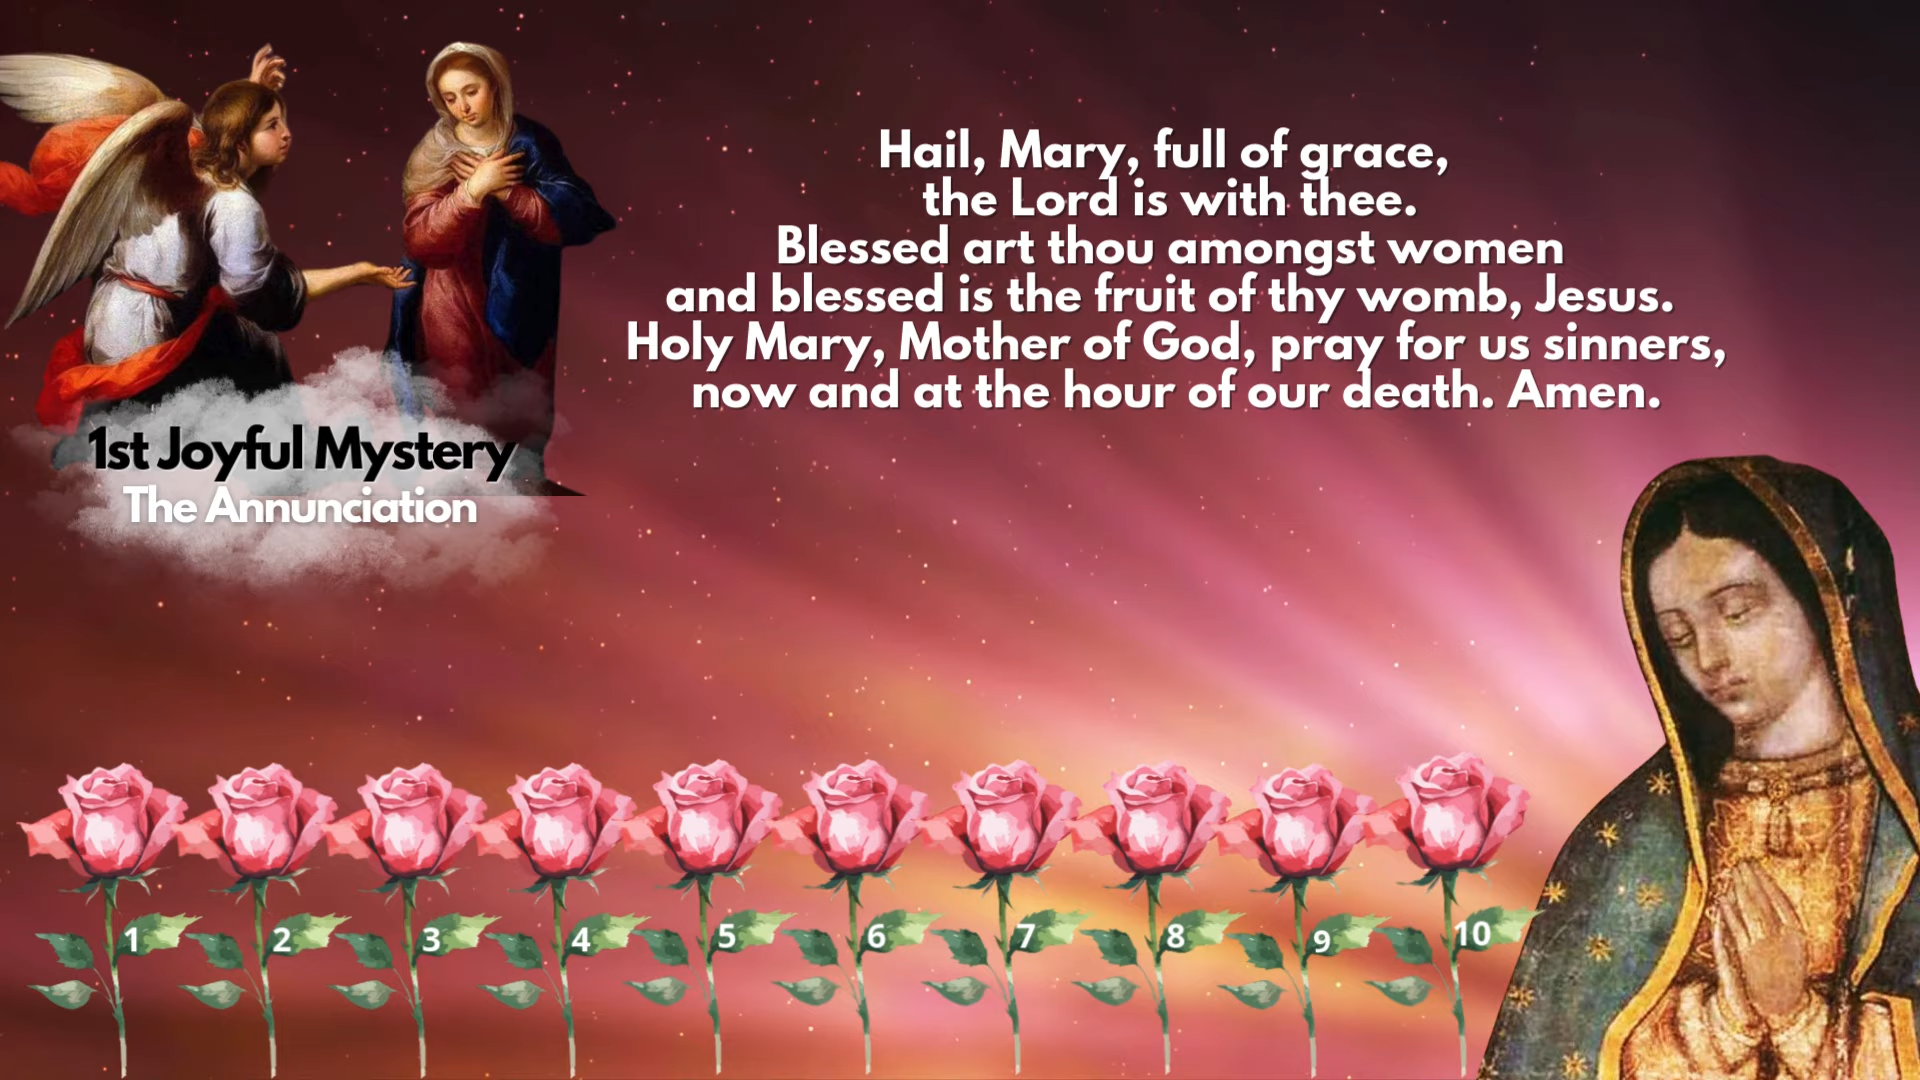 Hail, Mary, full of grace,
the Lord is with thee.
Blessed art thou amongst women
and blessed is the fruit of thy womb, Jesus.
Holy Mary, Mother of God, pray for us sinners,
now and at the hour of our death. Amen.
1st Joyful Mystery
The Annunciation
1 2 3 4 5 6 7 8 9 10